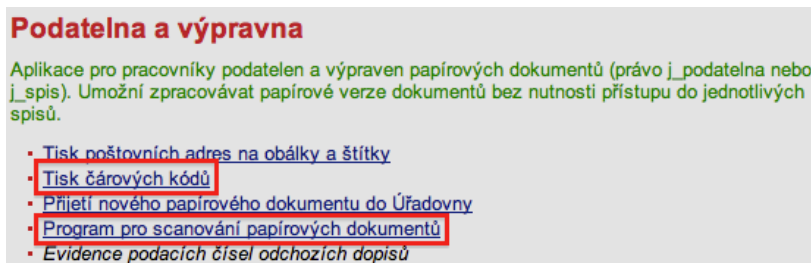 Podatelna a výpravna
Aplikace pro pracovníky podatelen a výpraven papírových dokumentů (právo j_podatelna nebo
j_spis). Umožní zpracovávat papírové verze dokumentů bez nutnosti přístupu do jednotlivých
spisů.
Tisk poštovních adres na obálky a štítky
Tisk čárových kódů
Přijetí nového papírového dokumentu do Úřadovny
Program pro scanování papírových dokumentů
Evidence podacích čísel odchozích dopisů